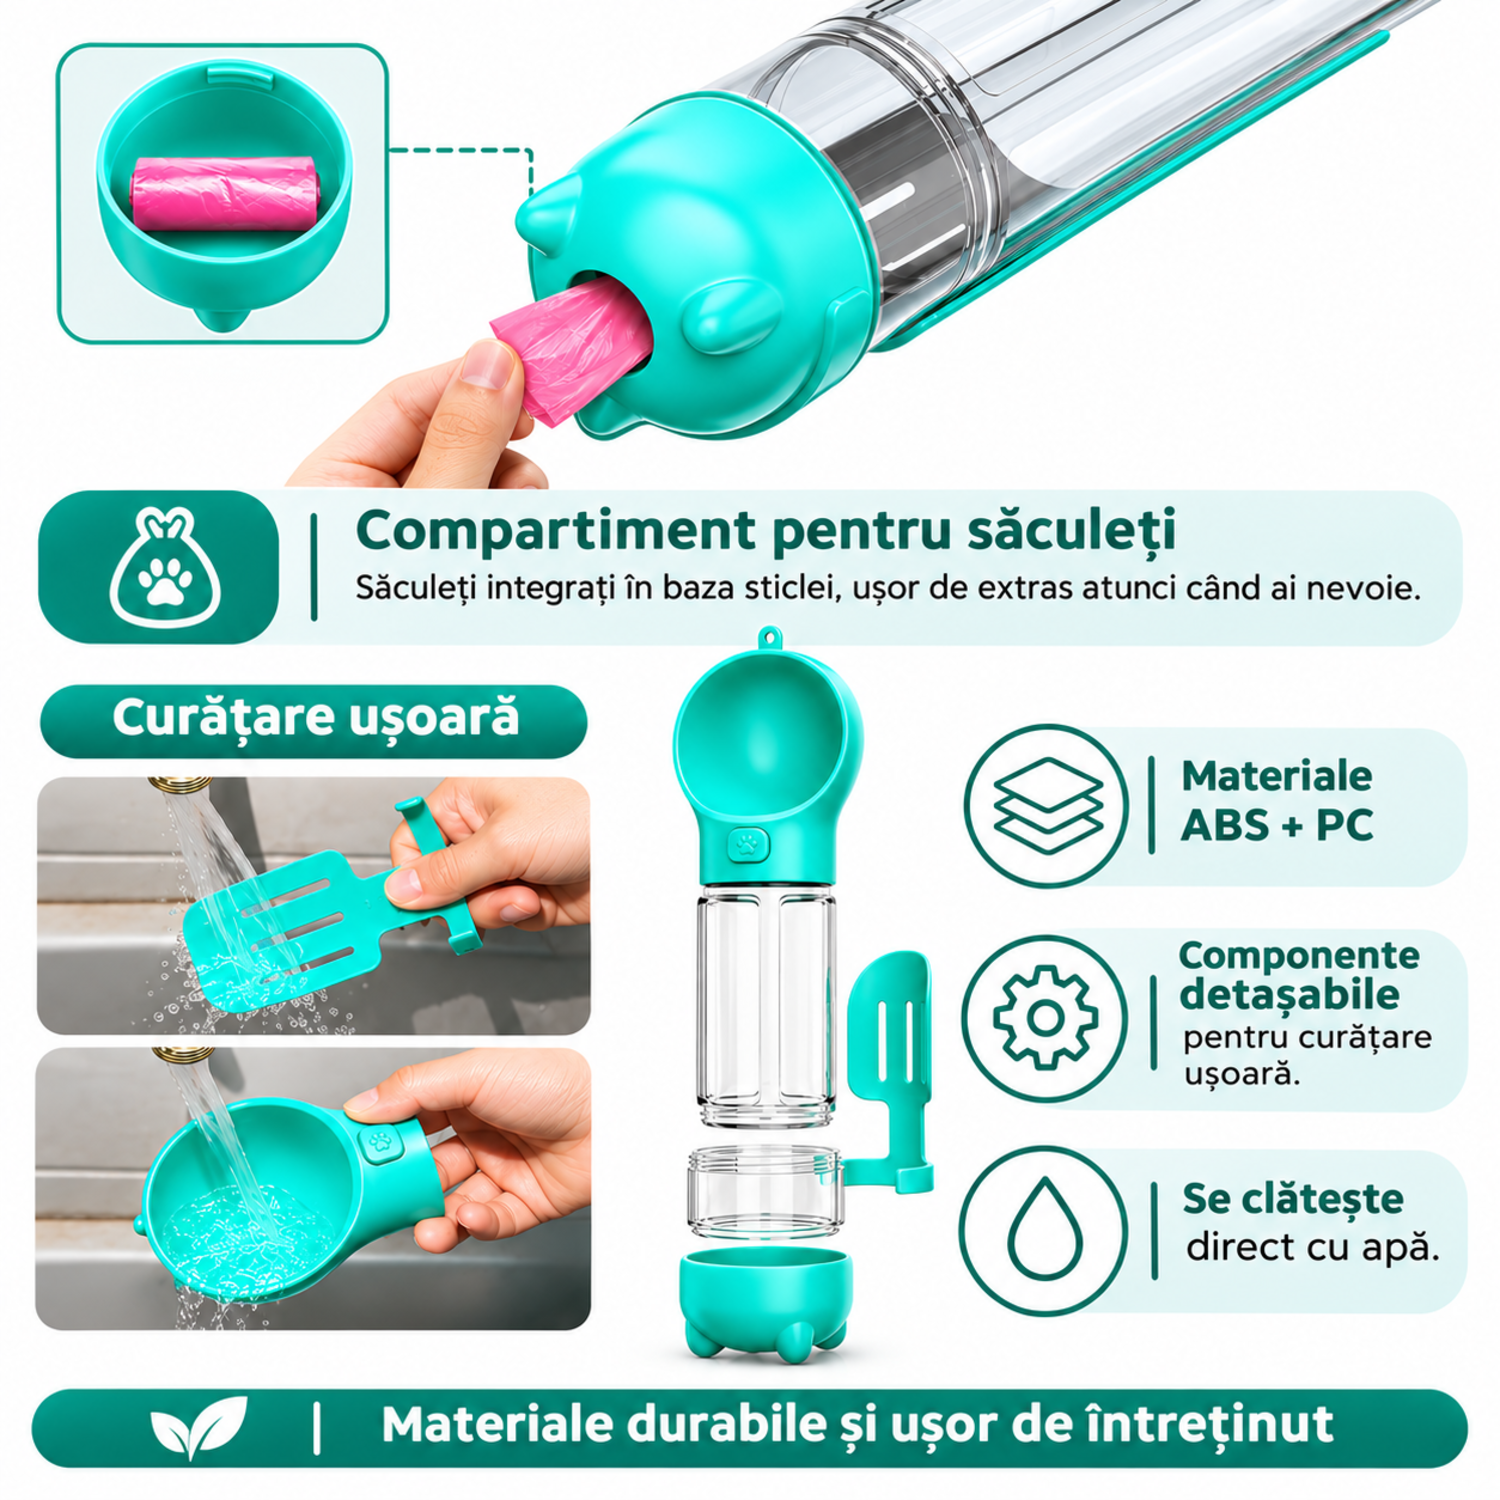 Compartiment pentru săculeți
Săculeți integrați în baza sticlei, ușor de extras atunci când ai nevoie.
Curățare ușoară
Materiale
ABS + PC
Componente
detașabile
pentru curățare
ușoară.
Se clătește
direct cu apă.
Materiale durabile și ușor de întreținut